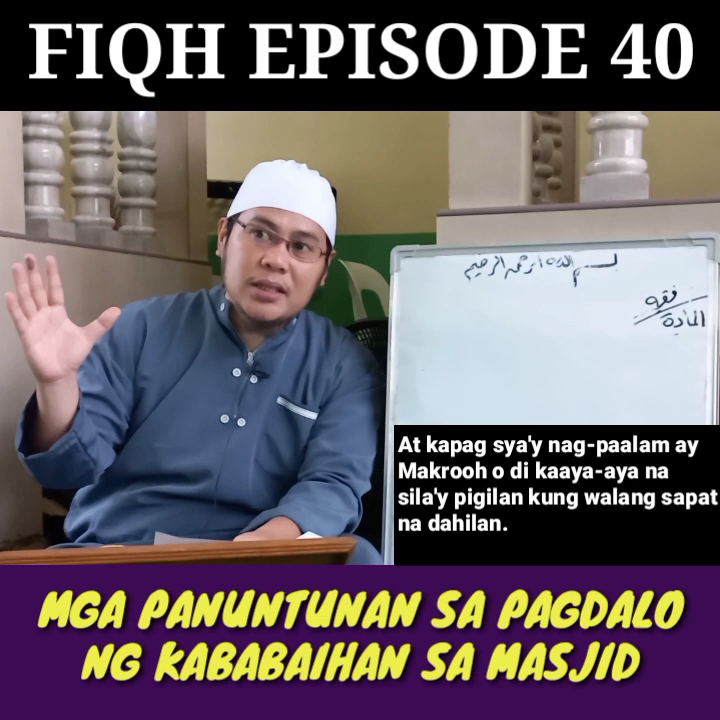 FIQH EPISODE 40
بسم الله الرحمن الرحيم
فقه
المادة
At kapag sya'y nag-paalam ay
Makrooh o di kaaya-aya na
sila'y pigilan kung walang sapat
na dahilan.
MGA PANUNTUNAN SA PAGDALO
NG KABABAIHAN SA MASJID